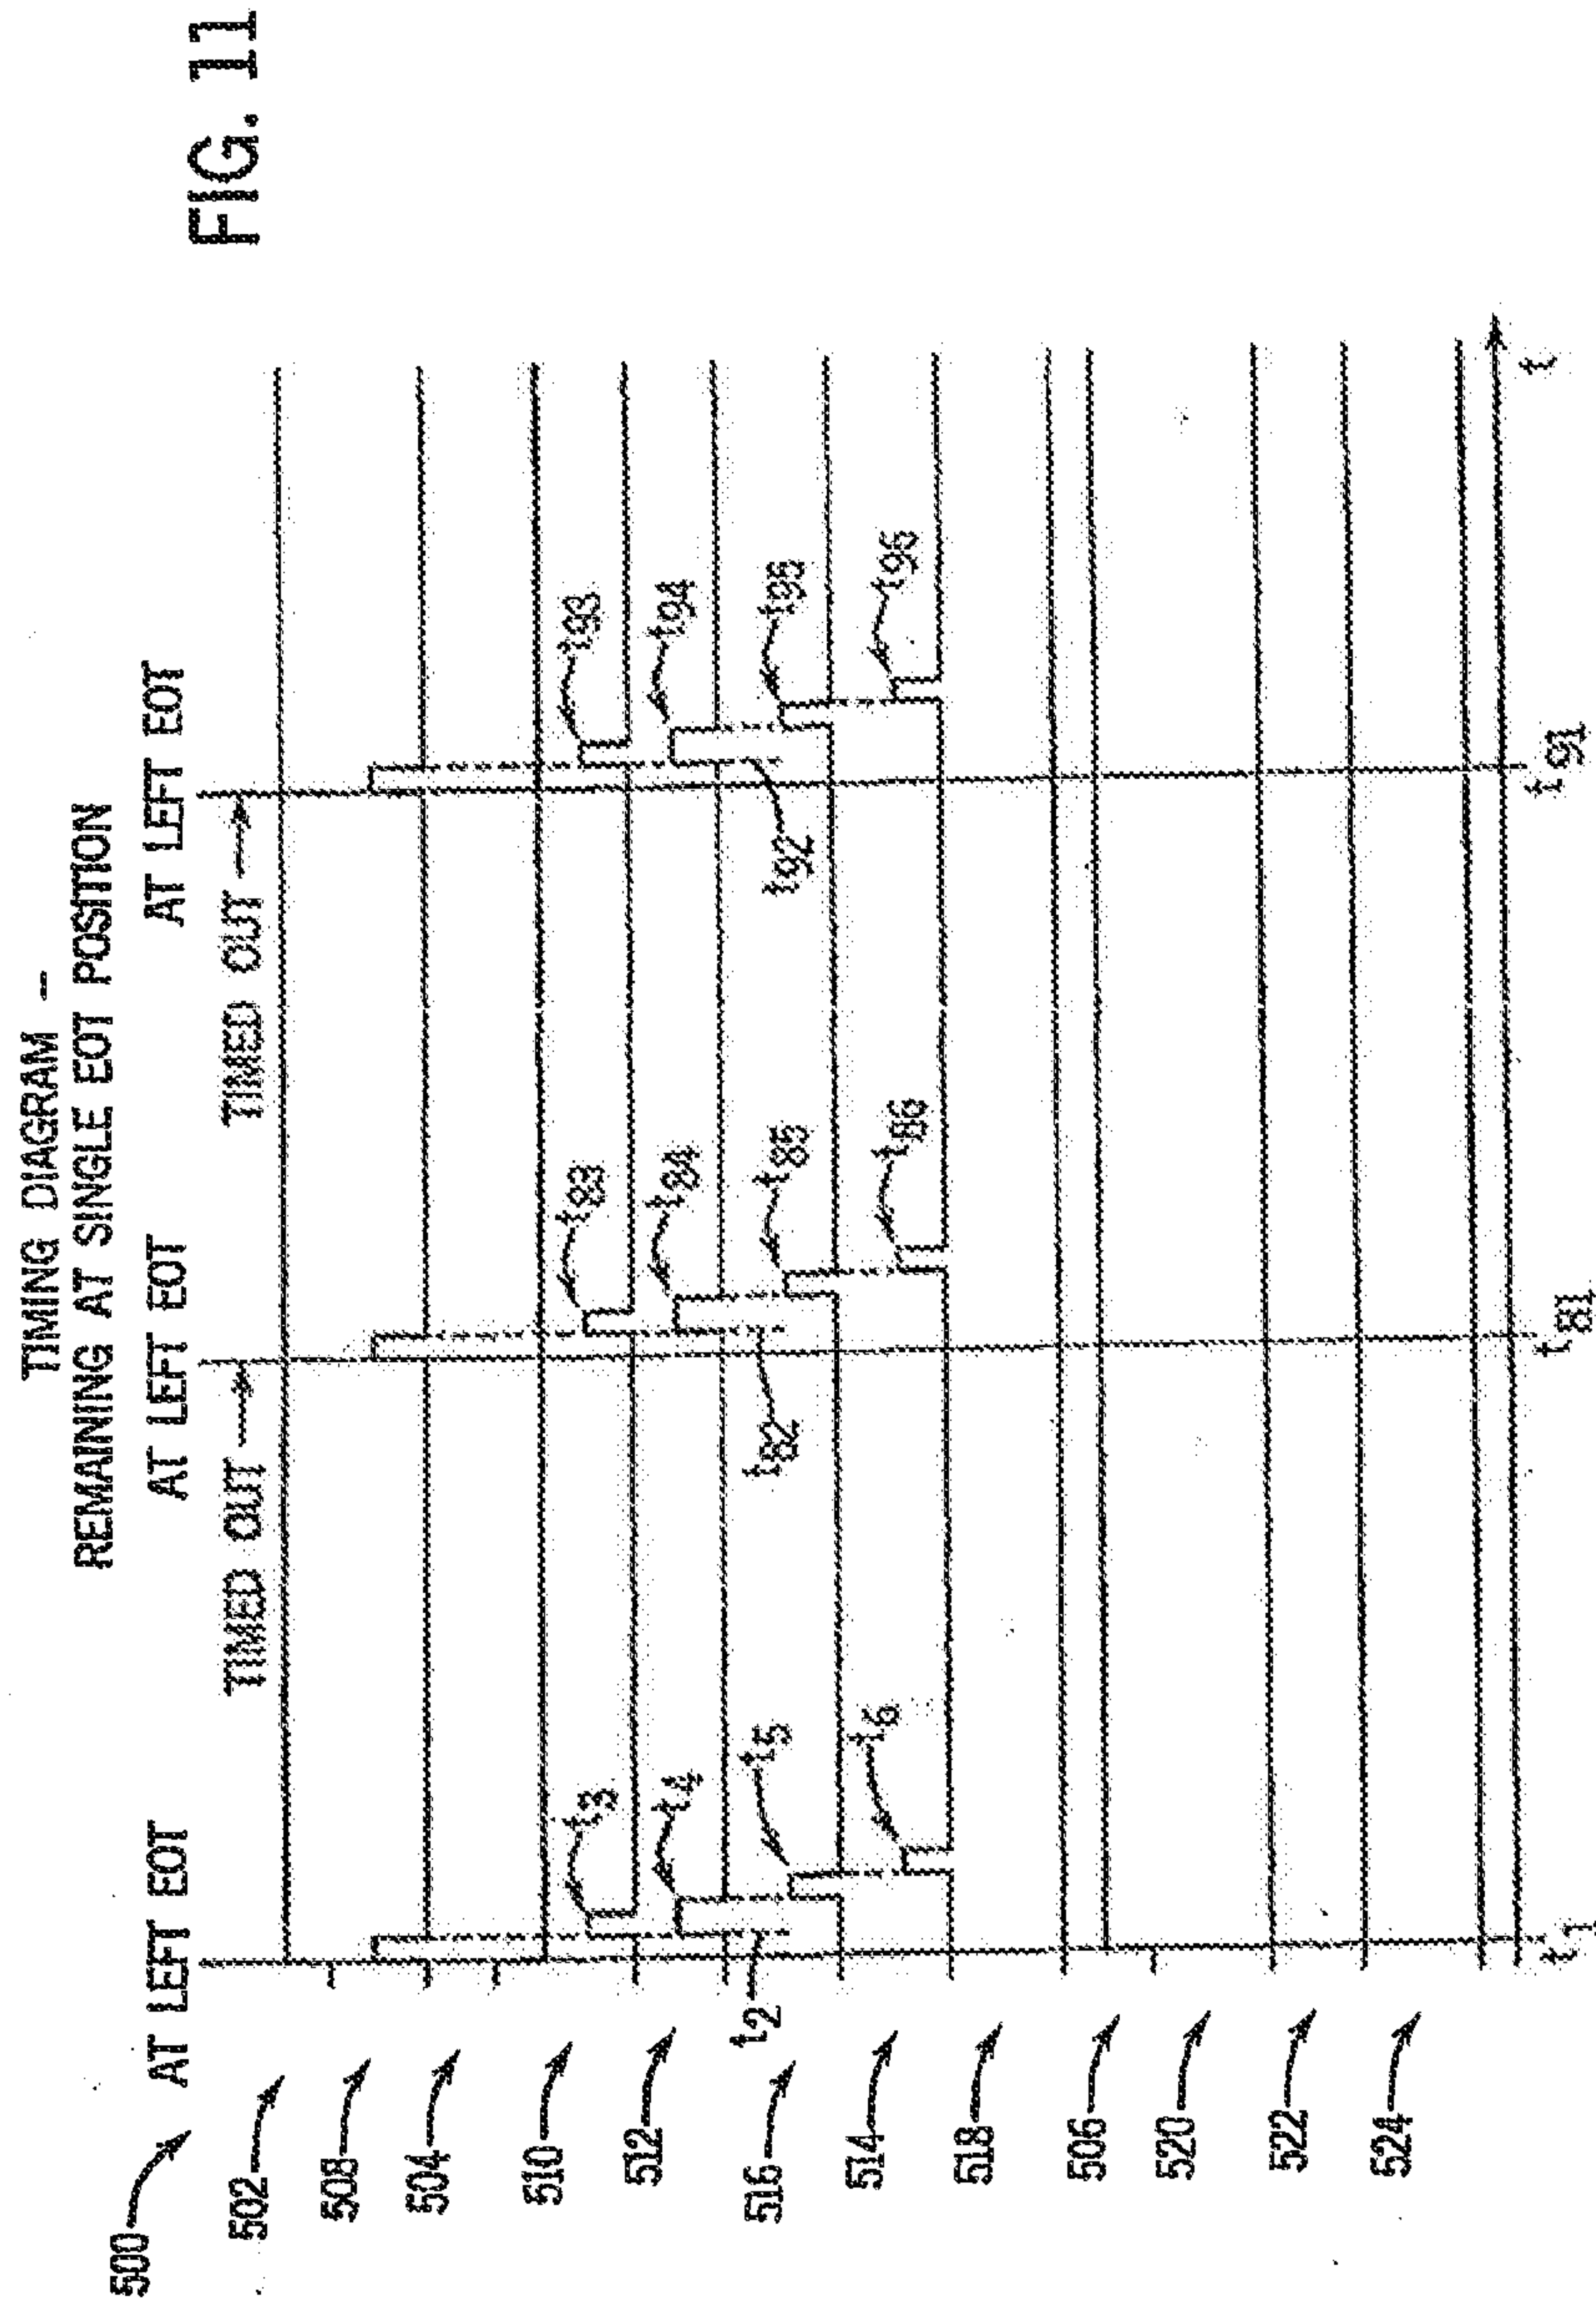 TIMING DIAGRAM –
REMAINING AT SINGLE EOT POSITION
FIG. 11
500
AT LEFT EOT
AT LEFT EOT
AT LEFT EOT
TIMED OUT
TIMED OUT
502
508
504
510
512
516
514
518
506
520
522
524
t2
t3
t4
t5
t6
t82
t83
t84
t85
t86
t92
t93
t94
t95
t96
t1
t81
t91
t